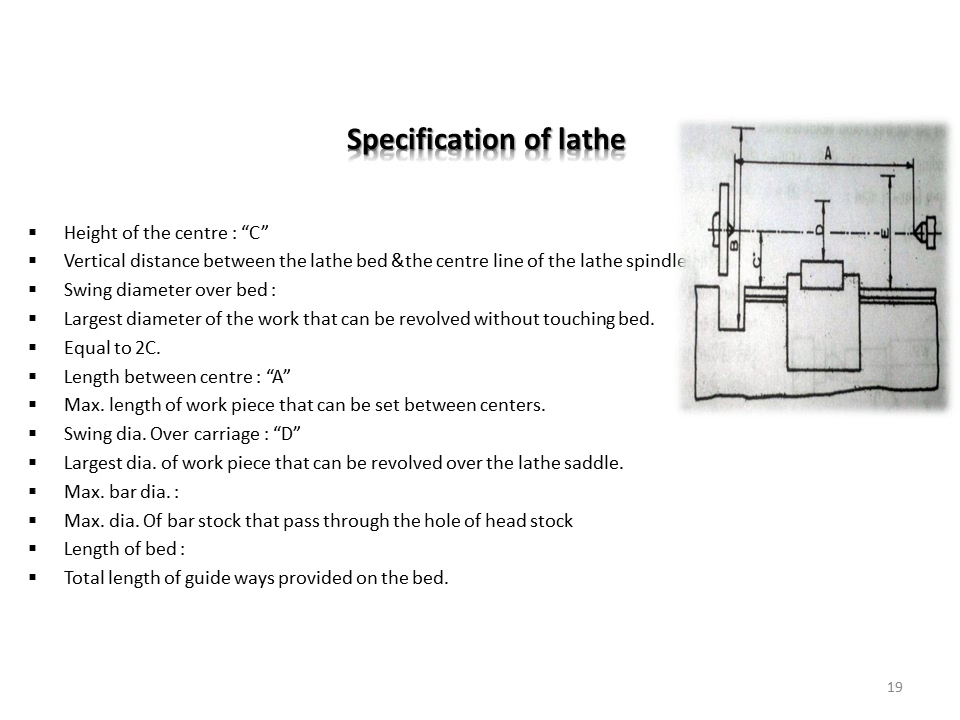 Specification of lathe
▪ Height of the centre : “C”
▪ Vertical distance between the lathe bed &the centre line of the lathe spindle
▪ Swing diameter over bed :
▪ Largest diameter of the work that can be revolved without touching bed.
▪ Equal to 2C.
▪ Length between centre : “A”
▪ Max. length of work piece that can be set between centers.
▪ Swing dia. Over carriage : “D”
▪ Largest dia. of work piece that can be revolved over the lathe saddle.
▪ Max. bar dia. :
▪ Max. dia. Of bar stock that pass through the hole of head stock
▪ Length of bed :
▪ Total length of guide ways provided on the bed.
A
B
C
D
E
19